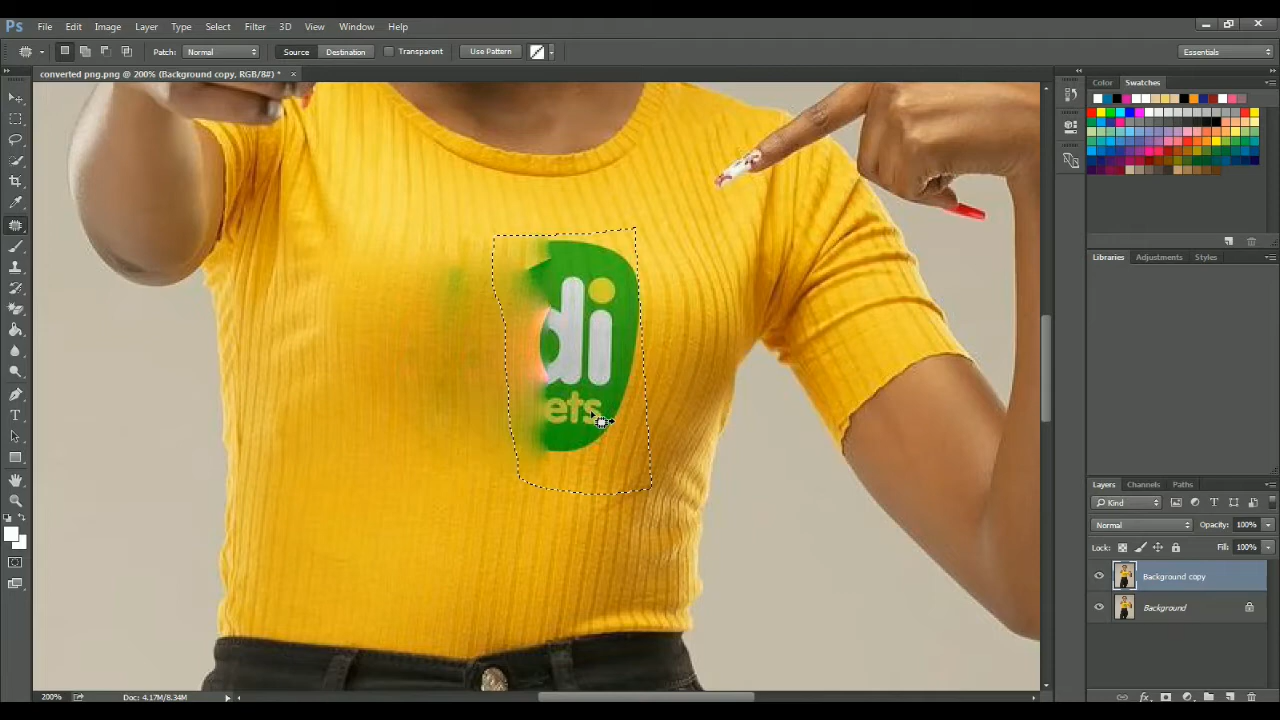 Ps File Edit Image Layer Type Select Filter 3D View Window Help
Patch: Normal Source Destination Transparent Use Pattern Essentials
converted png.png @ 200% (Background copy, RGB/8#) * ×
Color Swatches
di
ets
Libraries Adjustments Styles
Layers Channels Paths
Kind
Normal Opacity: 100%
Lock: Fill: 100%
Background copy
Background
200% Doc: 4.17M/8.34M